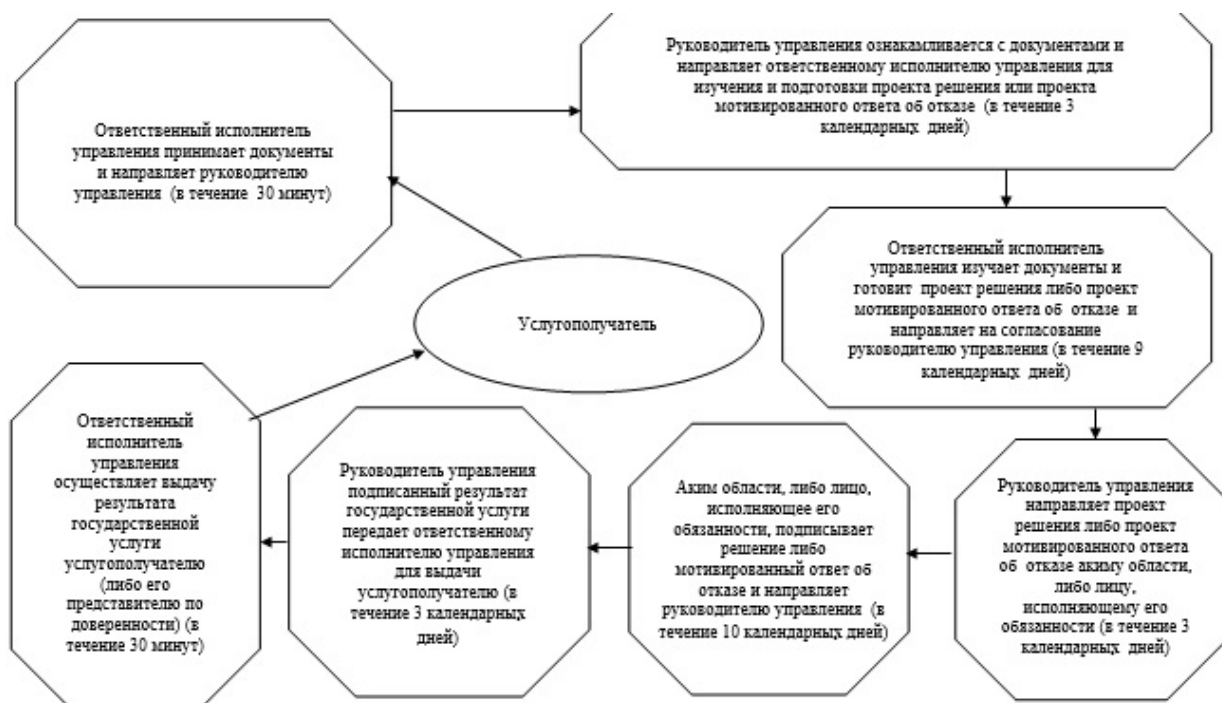 Руководитель управления ознакамливается с документами и
направляет ответственному исполнителю управления для
изучения и подготовки проекта решения или проекта
мотивированного ответа об отказе (в течение 3
календарных дней)
Ответственный исполнитель
управления принимает документы
и направляет руководителю
управления (в течение 30 минут)
Ответственный исполнитель
управления изучает документы и
готовит проект решения либо проект
мотивированного ответа об отказе и
направляет на согласование
руководителю управления (в течение 9
календарных дней)
Услугополучатель
Ответственный
исполнитель
управления
осуществляет выдачу
результата
государственной
услуги
услугополучателю
(либо его
представителю по
доверенности) (в
течение 30 минут)
Руководитель управления
подписанный результат
государственной услуги
передает ответственному
исполнителю управления
для выдачи
услугополучателю (в
течение 3 календарных
дней)
Аким области, либо лицо,
исполняющее его
обязанности, подписывает
решение либо
мотивированный ответ об
отказе и направляет
руководителю управления (в
течение 10 календарных дней)
Руководитель управления
направляет проект
решения либо проект
мотивированного ответа
об отказе акиму области,
либо лицу,
исполняющему его
обязанности (в течение 3
календарных дней)